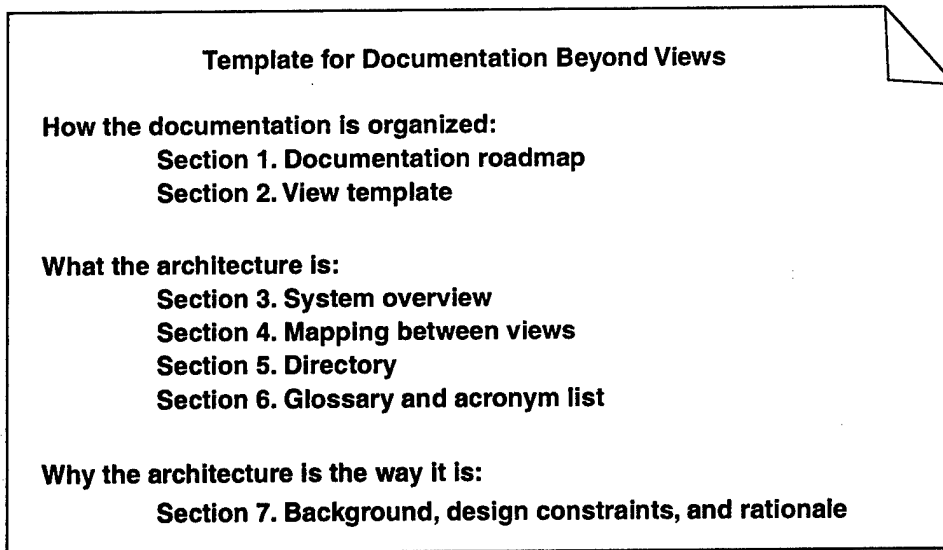 Template for Documentation Beyond Views
How the documentation is organized:
Section 1. Documentation roadmap
Section 2. View template
What the architecture is:
Section 3. System overview
Section 4. Mapping between views
Section 5. Directory
Section 6. Glossary and acronym list
Why the architecture is the way it is:
Section 7. Background, design constraints, and rationale